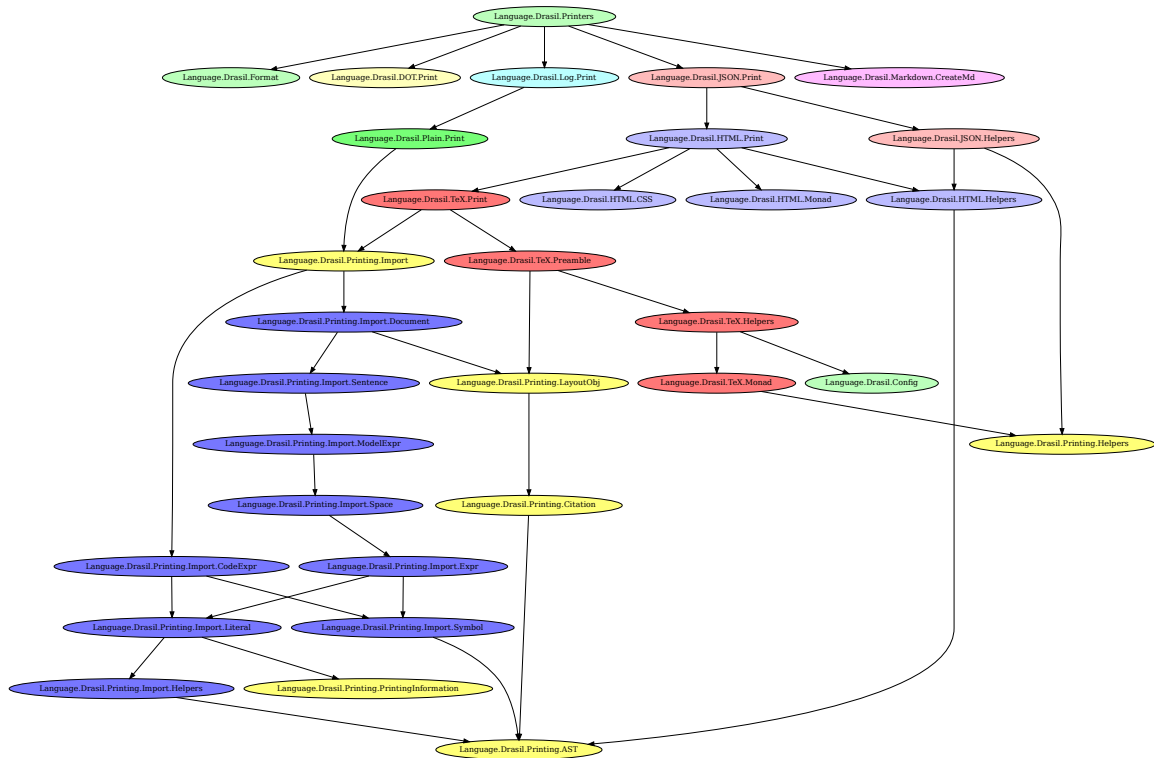 Language.Drasil.Printers
Language.Drasil.Format
Language.Drasil.DOT.Print
Language.Drasil.Log.Print
Language.Drasil.JSON.Print
Language.Drasil.Markdown.CreateMd
Language.Drasil.Plain.Print
Language.Drasil.HTML.Print
Language.Drasil.JSON.Helpers
Language.Drasil.TeX.Print
Language.Drasil.HTML.CSS
Language.Drasil.HTML.Monad
Language.Drasil.HTML.Helpers
Language.Drasil.Printing.Import
Language.Drasil.TeX.Preamble
Language.Drasil.Printing.Import.Document
Language.Drasil.TeX.Helpers
Language.Drasil.Printing.Import.Sentence
Language.Drasil.Printing.LayoutObj
Language.Drasil.TeX.Monad
Language.Drasil.Config
Language.Drasil.Printing.Import.ModelExpr
Language.Drasil.Printing.Helpers
Language.Drasil.Printing.Import.Space
Language.Drasil.Printing.Citation
Language.Drasil.Printing.Import.CodeExpr
Language.Drasil.Printing.Import.Expr
Language.Drasil.Printing.Import.Literal
Language.Drasil.Printing.Import.Symbol
Language.Drasil.Printing.Import.Helpers
Language.Drasil.Printing.PrintingInformation
Language.Drasil.Printing.AST